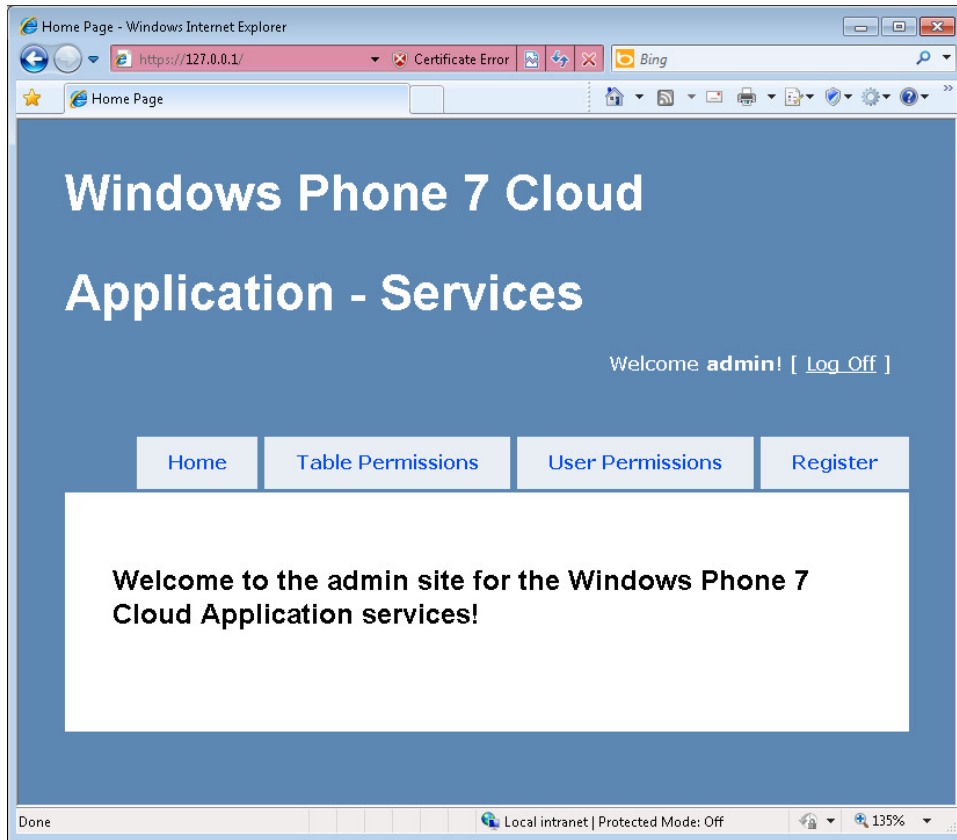 Home Page - Windows Internet Explorer
https://127.0.0.1/ Certificate Error Bing
Home Page
Windows Phone 7 Cloud
Application - Services
Welcome admin! [ Log Off ]
Home Table Permissions User Permissions Register
Welcome to the admin site for the Windows Phone 7
Cloud Application services!
Done Local intranet | Protected Mode: Off 135%